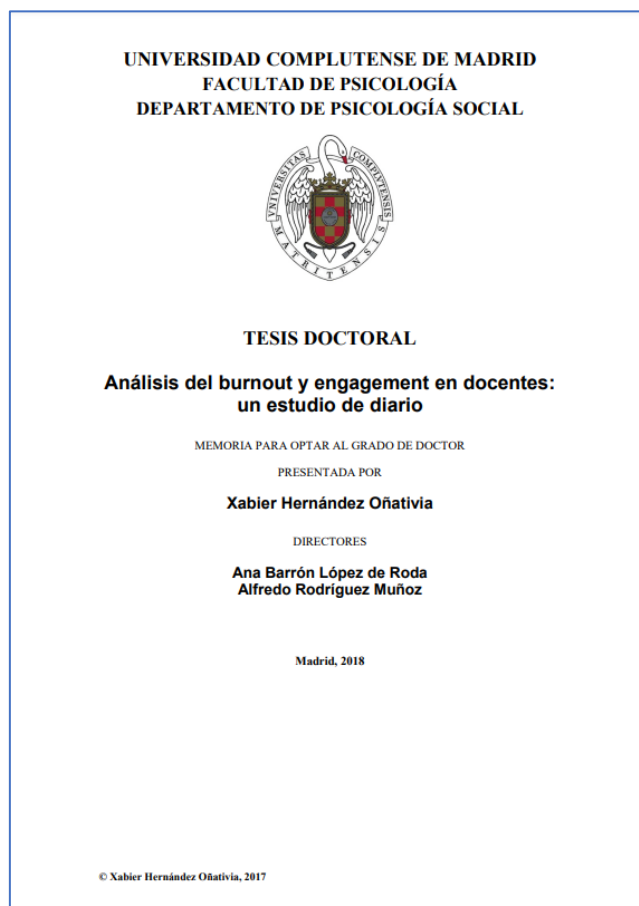 UNIVERSIDAD COMPLUTENSE DE MADRID
FACULTAD DE PSICOLOGÍA
DEPARTAMENTO DE PSICOLOGÍA SOCIAL
UNIVERSITAS COMPLUTENSIS
MATRITENSIS
TESIS DOCTORAL
Análisis del burnout y engagement en docentes:
un estudio de diario
MEMORIA PARA OPTAR AL GRADO DE DOCTOR
PRESENTADA POR
Xabier Hernández Oñativia
DIRECTORES
Ana Barrón López de Roda
Alfredo Rodríguez Muñoz
Madrid, 2018
© Xabier Hernández Oñativia, 2017